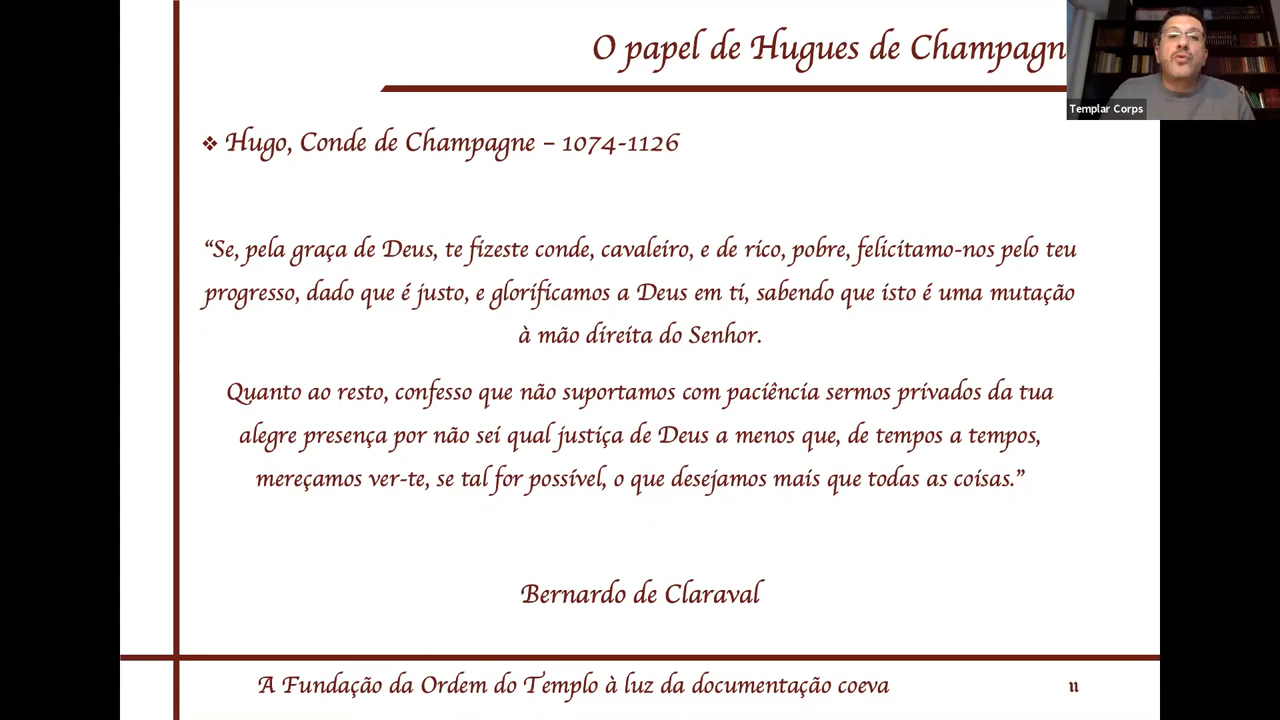 O papel de Hugues de Champagn
Templar Corps
❖ Hugo, Conde de Champagne – 1074-1126
“Se, pela graça de Deus, te fizeste conde, cavaleiro, e de rico, pobre, felicitamo-nos pelo teu
progresso, dado que é justo, e glorificamos a Deus em ti, sabendo que isto é uma mutação
à mão direita do Senhor.
Quanto ao resto, confesso que não suportamos com paciência sermos privados da tua
alegre presença por não sei qual justiça de Deus a menos que, de tempos a tempos,
mereçamos ver-te, se tal for possível, o que desejamos mais que todas as coisas.”
Bernardo de Claraval
A Fundação da Ordem do Templo à luz da documentação coeva
11